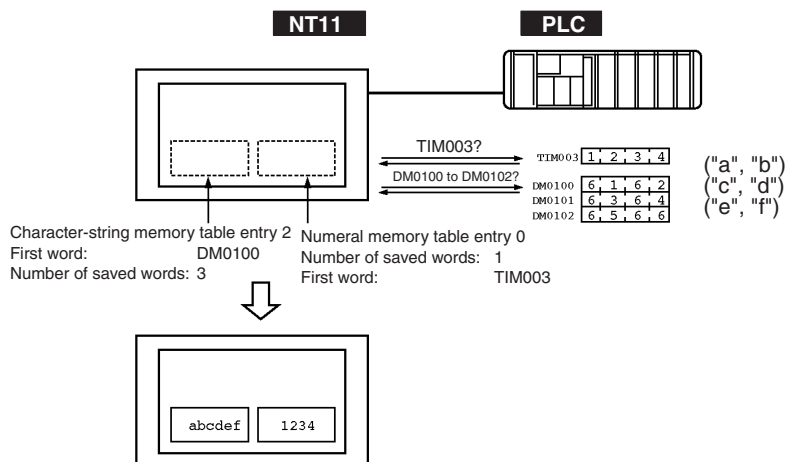 NT11
PLC
TIM003?
TIM003 1 2 3 4
("a", "b")
DM0100 to DM0102?
DM0100 6 1 6 2
("c", "d")
DM0101 6 3 6 4
("e", "f")
DM0102 6 5 6 6
Character-string memory table entry 2
First word: DM0100
Number of saved words: 3
Numeral memory table entry 0
Number of saved words: 1
First word: TIM003
abcdef
1234